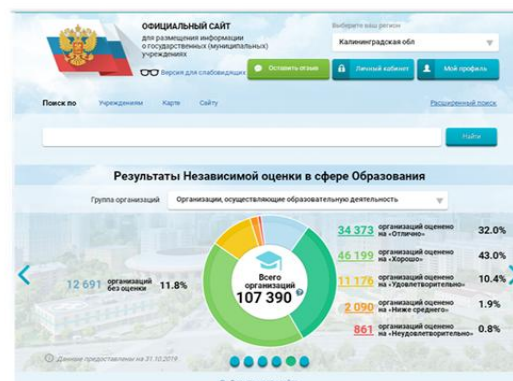 ОФИЦИАЛЬНЫЙ САЙТ
для размещения информации
о государственных (муниципальных)
учреждениях
Версия для слабовидящих
Выберите ваш регион
Калининградская обл
Оставить отзыв
Личный кабинет
Мой профиль
Поиск по
Учреждениям
Карте
Сайту
Расширенный поиск
Найти
Результаты Независимой оценки в сфере Образования
Группа организаций
Организации, осуществляющие образовательную деятельность
12 691 организаций без оценки 11.8%
Всего
организаций
107 390
34 373 организаций оценено на «Отлично» 32.0%
46 199 организаций оценено на «Хорошо» 43.0%
11 176 организаций оценено на «Удовлетворительно» 10.4%
2 090 организаций оценено на «Ниже среднего» 1.9%
861 организаций оценено на «Неудовлетворительно» 0.8%
Данные предоставлены на 31.10.2019